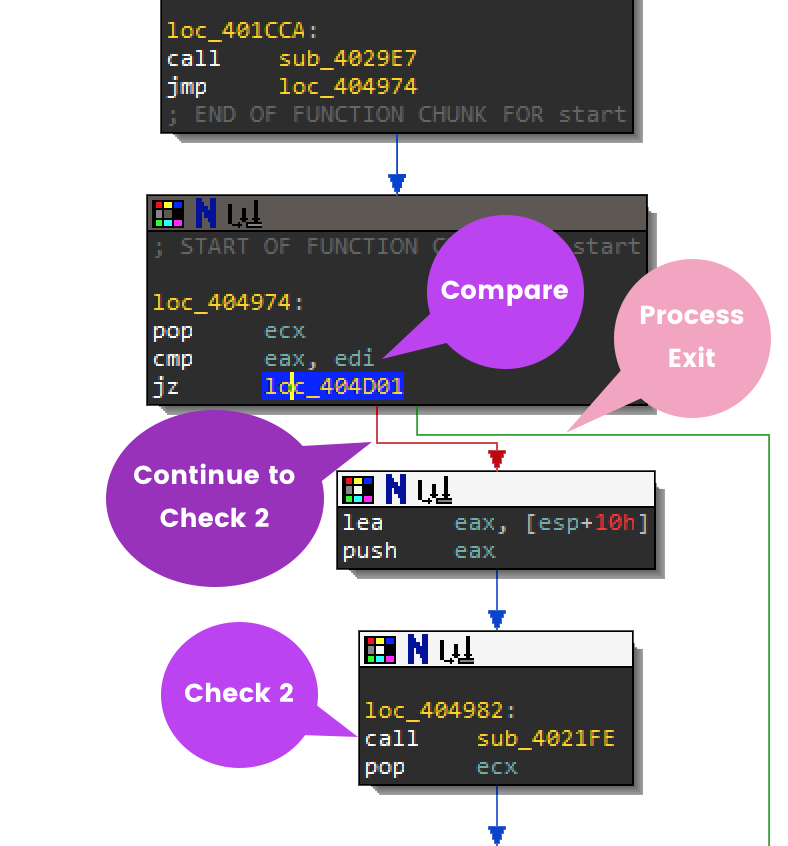 loc_401CCA:
call sub_4029E7
jmp loc_404974
; END OF FUNCTION CHUNK FOR start
; START OF FUNCTION C start
loc_404974:
pop ecx
cmp eax, edi
jz loc_404D01
Compare
Process
Exit
Continue to
Check 2
lea eax, [esp+10h]
push eax
Check 2
loc_404982:
call sub_4021FE
pop ecx